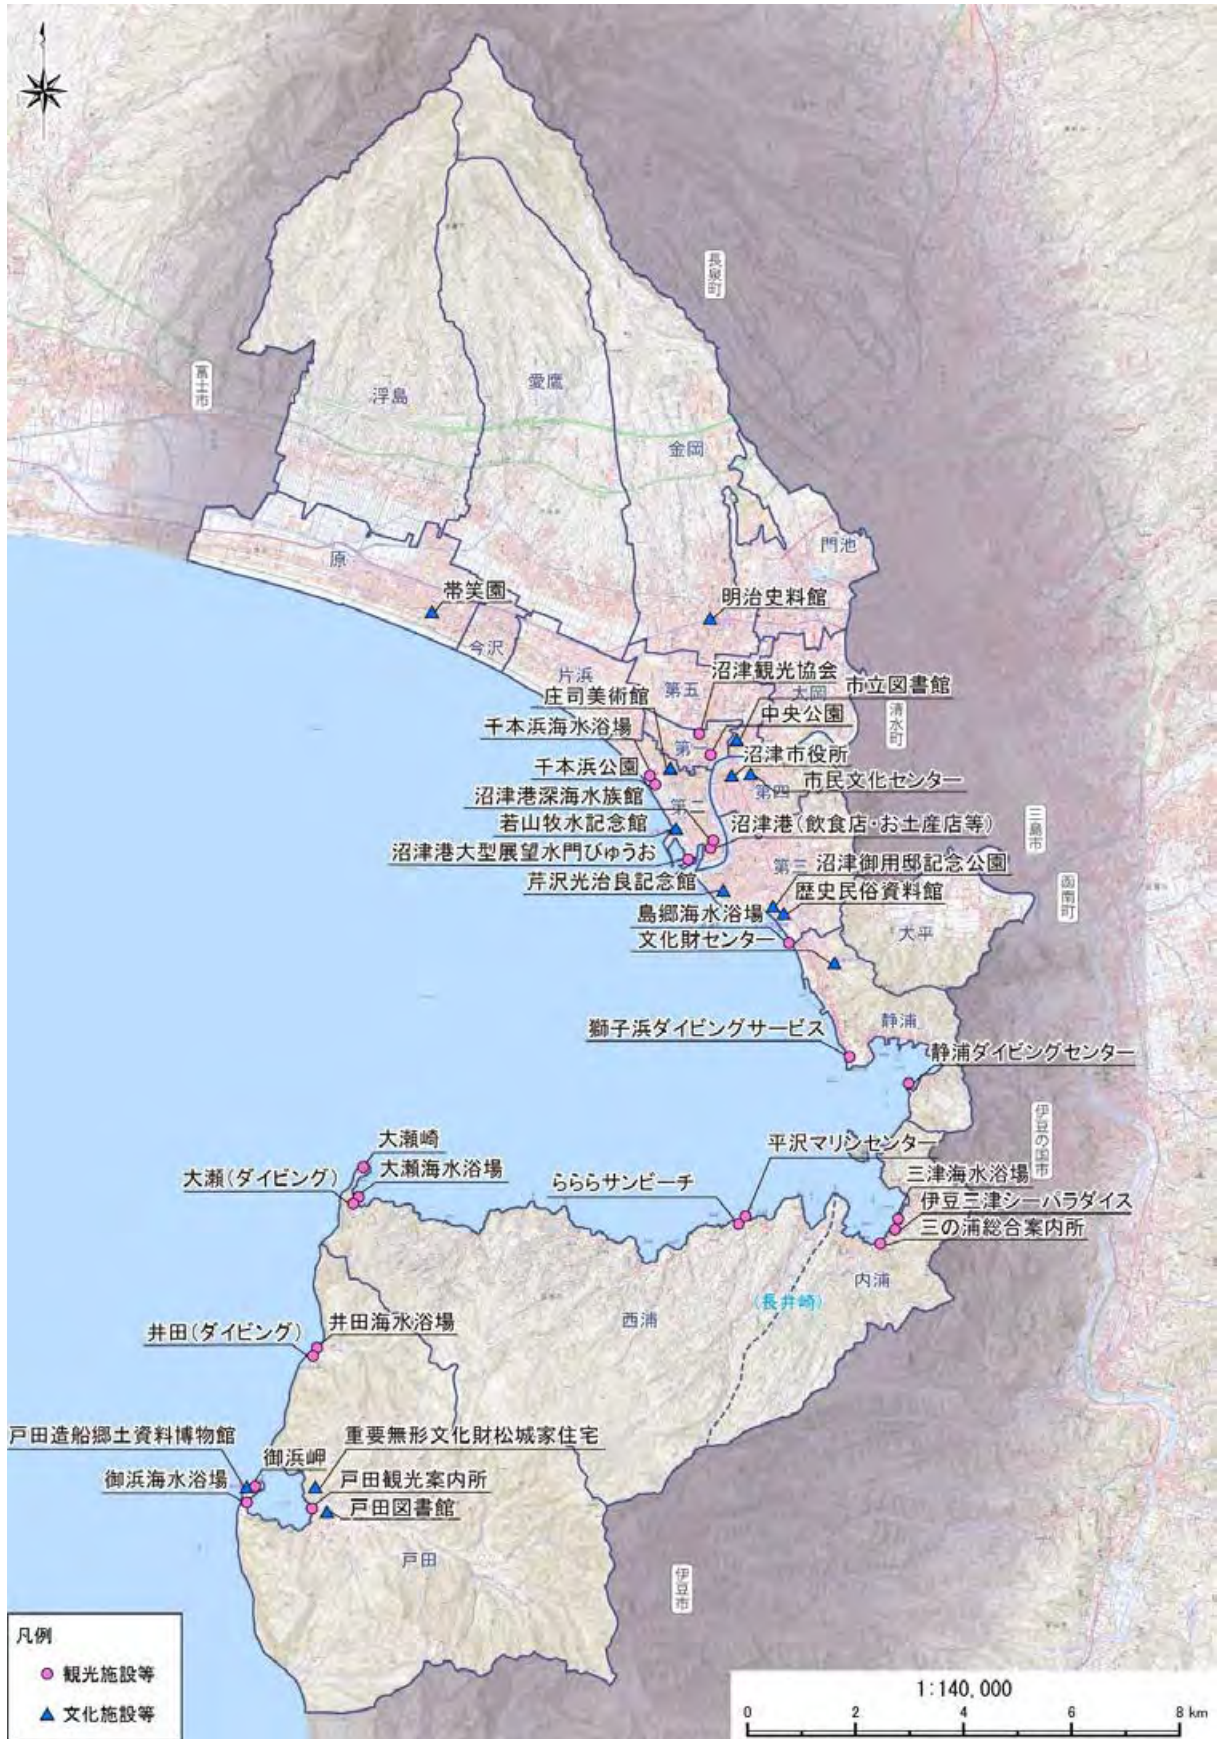 長泉町
富士市
浮島
愛鷹
金岡
門池
原
帯笑園
明治史料館
今沢
片浜
沼津観光協会
第五
大岡
市立図書館
庄司美術館
中央公園
清水町
千本浜海水浴場
第一
沼津市役所
千本浜公園
市民文化センター
沼津港深海水族館
第二
第四
若山牧水記念館
沼津港(飲食店・お土産店等)
三島市
沼津港大型展望水門びゅうお
第三
沼津御用邸記念公園
芹沢光治良記念館
歴史民俗資料館
函南町
島郷海水浴場
文化財センター
大平
獅子浜ダイビングサービス
静浦
静浦ダイビングセンター
伊豆の国市
大瀬崎
平沢マリンセンター
大瀬(ダイビング)
大瀬海水浴場
らららサンビーチ
三津海水浴場
伊豆三津シーパラダイス
三の浦総合案内所
内浦
(長井崎)
西浦
井田海水浴場
井田(ダイビング)
戸田造船郷土資料博物館
御浜岬
重要無形文化財松城家住宅
御浜海水浴場
戸田観光案内所
戸田図書館
戸田
伊豆市
凡例
観光施設等
文化施設等
1:140,000
0 2 4 6 8 km